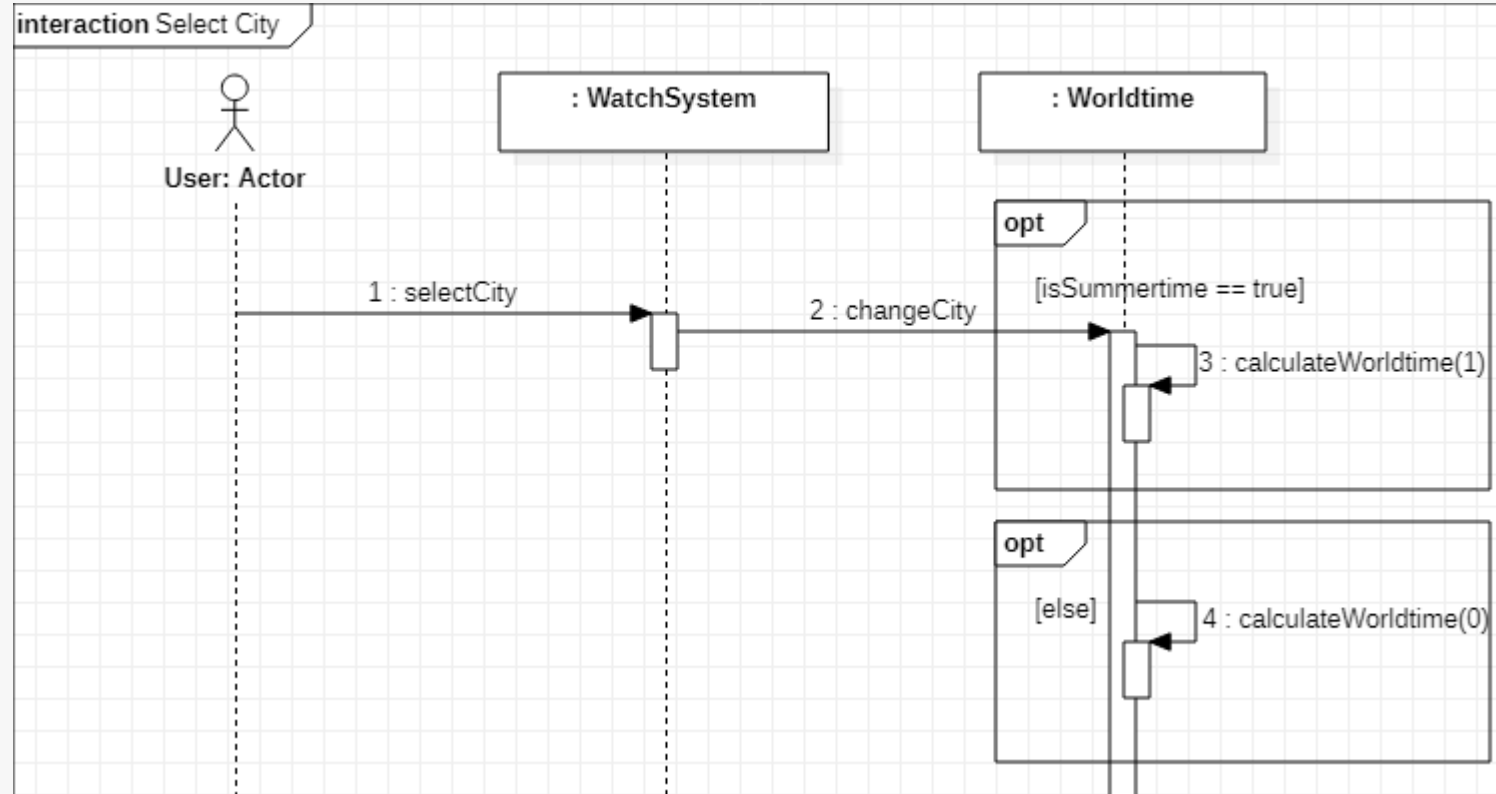 interaction Select City
: WatchSystem
: Worldtime
User: Actor
opt
[isSummertime == true]
1 : selectCity
2 : changeCity
3 : calculateWorldtime(1)
opt
[else]
4 : calculateWorldtime(0)